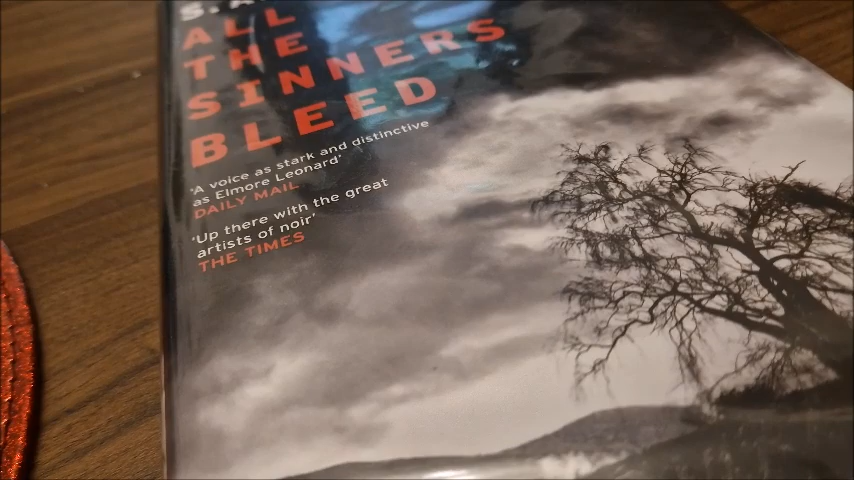 S. A.
ALL
THE
SINNERS
BLEED
'A voice as stark and distinctive
as Elmore Leonard'
DAILY MAIL
'Up there with the great
artists of noir'
THE TIMES